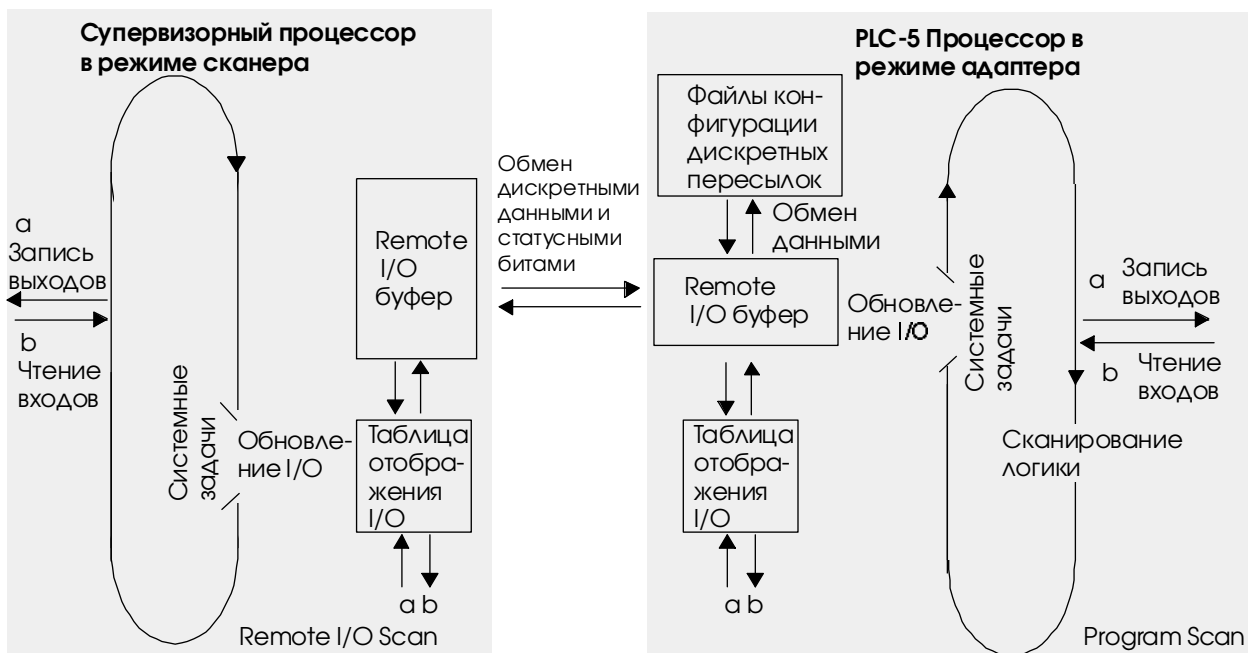 Супервизорный процессор
в режиме сканера
a
Запись
выходов
b
Чтение
входов
Системные
задачи
Обновле-
ние I/O
Remote
I/O
буфер
Таблица
отобра-
жения
I/O
a b
Remote I/O Scan
Обмен
дискретными
данными и
статусными
битами
PLC-5 Процессор в
режиме адаптера
Файлы кон-
фигурации
дискретных
пересылок
Обмен
данными
Remote
I/O буфер
Таблица
отобра-
жения
I/O
a b
Обновле-
ние I/O
Системные
задачи
a
Запись
выходов
b
Чтение
входов
Сканирование
логики
Program Scan